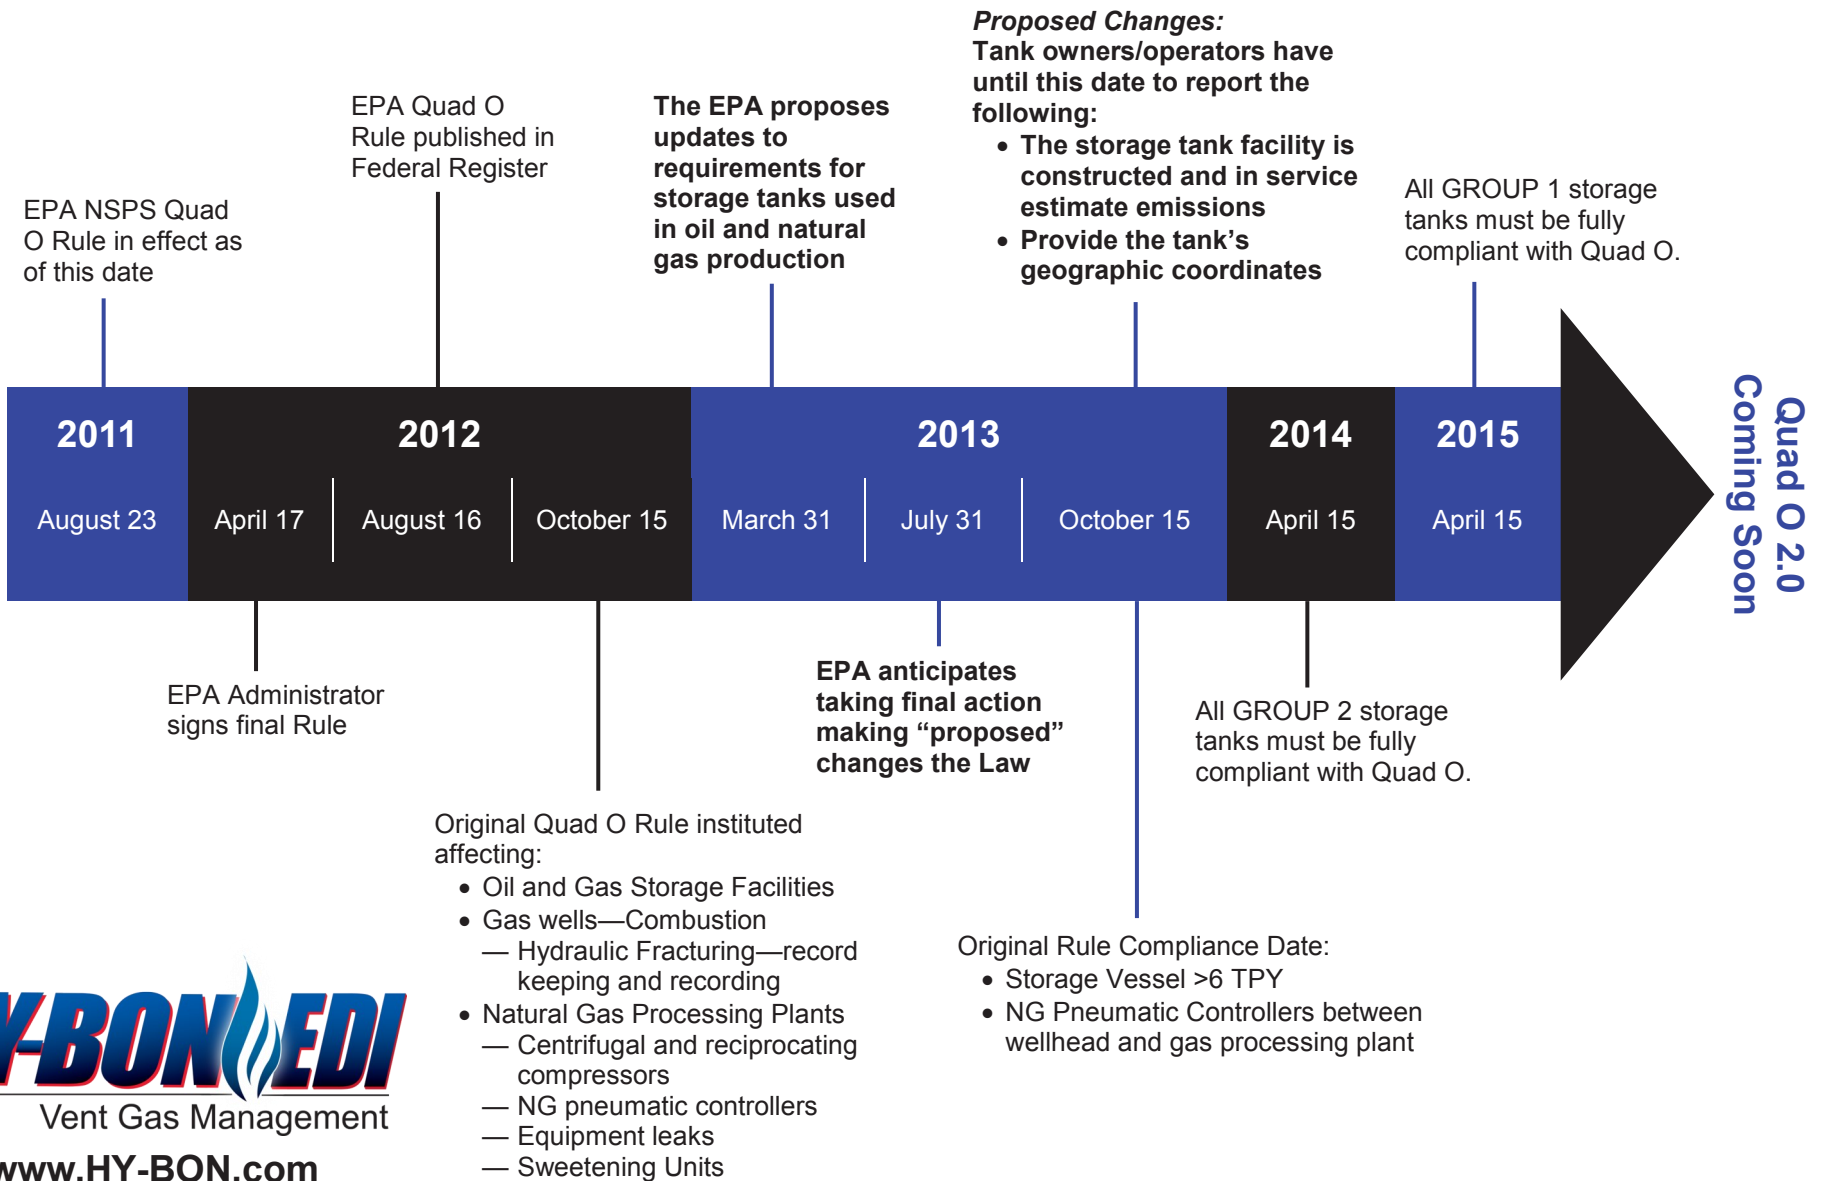 Proposed Changes:
Tank owners/operators have
until this date to report the
following:
• The storage tank facility is
constructed and in service
estimate emissions
• Provide the tank's
geographic coordinates
EPA Quad O
Rule published in
Federal Register
The EPA proposes
updates to
requirements for
storage tanks used
in oil and natural
gas production
EPA NSPS Quad
O Rule in effect as
of this date
All GROUP 1 storage
tanks must be fully
compliant with Quad O.
2011
2012
2013
2014
2015
August 23
April 17
August 16
October 15
March 31
July 31
October 15
April 15
April 15
Quad O 2.0
Coming Soon
EPA Administrator
signs final Rule
EPA anticipates
taking final action
making “proposed”
changes the Law
All GROUP 2 storage
tanks must be fully
compliant with Quad O.
Original Quad O Rule instituted
affecting:
• Oil and Gas Storage Facilities
• Gas wells—Combustion
— Hydraulic Fracturing—record
keeping and recording
• Natural Gas Processing Plants
— Centrifugal and reciprocating
compressors
— NG pneumatic controllers
— Equipment leaks
— Sweetening Units
Original Rule Compliance Date:
• Storage Vessel >6 TPY
• NG Pneumatic Controllers between
wellhead and gas processing plant
Y-BON EDI
Vent Gas Management
www.HY-BON.com